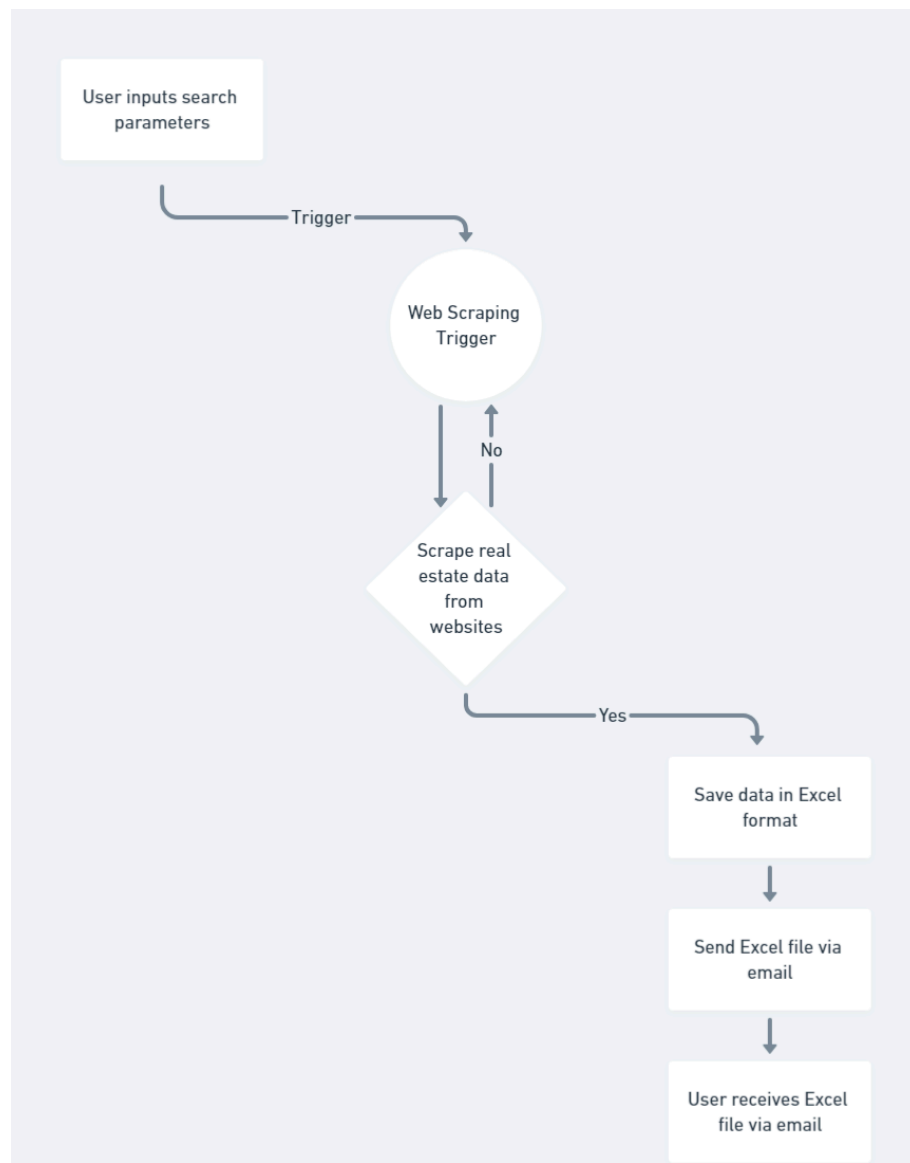 User inputs search
parameters
Trigger
Web Scraping
Trigger
No
Scrape real
estate data
from
websites
Yes
Save data in Excel
format
Send Excel file via
email
User receives Excel
file via email